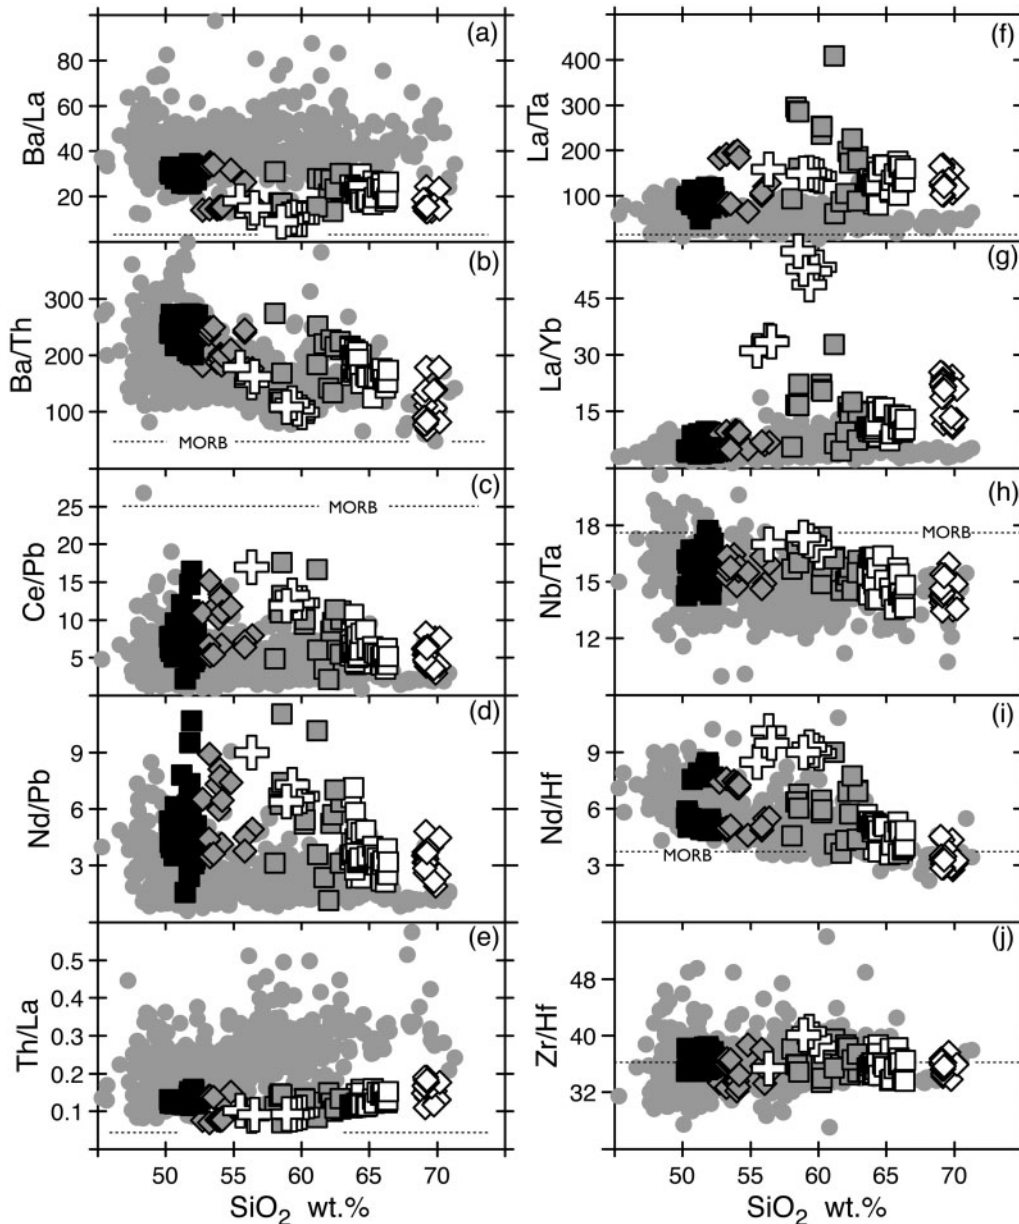 (a)
80
60
40
20
Ba/La
(b)
300
200
100
Ba/Th
MORB
(c)
25
20
15
10
5
Ce/Pb
MORB
(d)
9
6
3
Nd/Pb
(e)
0.5
0.4
0.3
0.2
0.1
Th/La
50 55 60 65 70
SiO2 wt.%
(f)
400
300
200
100
La/Ta
(g)
45
30
15
La/Yb
(h)
18
15
12
Nb/Ta
MORB
(i)
9
6
3
Nd/Hf
MORB
(j)
48
40
32
Zr/Hf
50 55 60 65 70
SiO2 wt.%